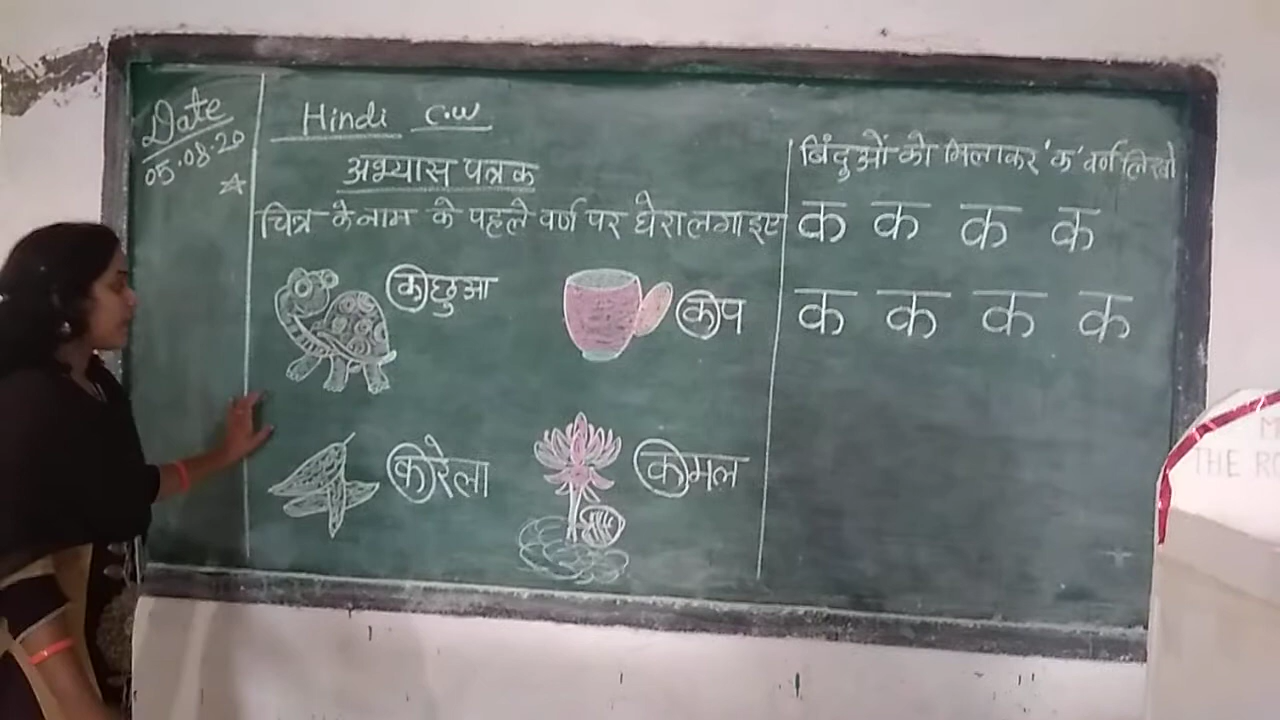 Date
05.08.20
Hindi C.W
अभ्यास पत्रक
चित्र के नाम के पहले वर्ण पर घेरा लगाइए
कछुआ
कप
करेला
कमल
बिंदुओं को मिलाकर 'क' वर्ण लिखो
क क क क
क क क क
THE